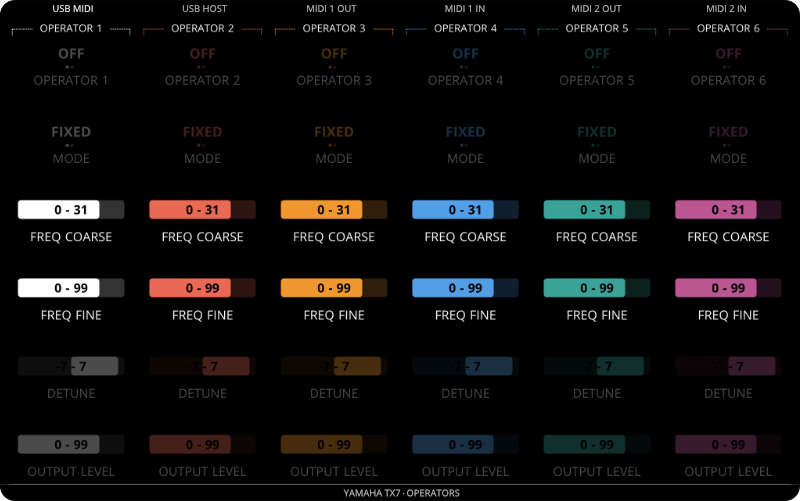 USB MIDI USB HOST MIDI 1 OUT MIDI 1 IN MIDI 2 OUT MIDI 2 IN
OPERATOR 1 OPERATOR 2 OPERATOR 3 OPERATOR 4 OPERATOR 5 OPERATOR 6
OFF OFF OFF OFF OFF OFF
OPERATOR 1 OPERATOR 2 OPERATOR 3 OPERATOR 4 OPERATOR 5 OPERATOR 6
FIXED FIXED FIXED FIXED FIXED FIXED
MODE MODE MODE MODE MODE MODE
0 - 31 0 - 31 0 - 31 0 - 31 0 - 31 0 - 31
FREQ COARSE FREQ COARSE FREQ COARSE FREQ COARSE FREQ COARSE FREQ COARSE
0 - 99 0 - 99 0 - 99 0 - 99 0 - 99 0 - 99
FREQ FINE FREQ FINE FREQ FINE FREQ FINE FREQ FINE FREQ FINE
-7 - 7 -7 - 7 -7 - 7 -7 - 7 -7 - 7 -7 - 7
DETUNE DETUNE DETUNE DETUNE DETUNE DETUNE
0 - 99 0 - 99 0 - 99 0 - 99 0 - 99 0 - 99
OUTPUT LEVEL OUTPUT LEVEL OUTPUT LEVEL OUTPUT LEVEL OUTPUT LEVEL OUTPUT LEVEL
YAMAHA TX7 · OPERATORS